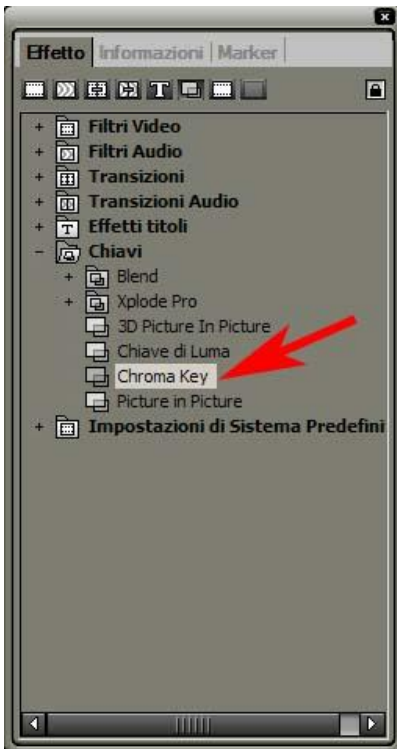 Effetto Informazioni Marker
T
+ Filtri Video
+ Filtri Audio
+ Transizioni
+ Transizioni Audio
+ T Effetti titoli
- Chiavi
+ Blend
+ Xplode Pro
3D Picture In Picture
Chiave di Luma
Chroma Key
Picture in Picture
+ Impostazioni di Sistema Predefini